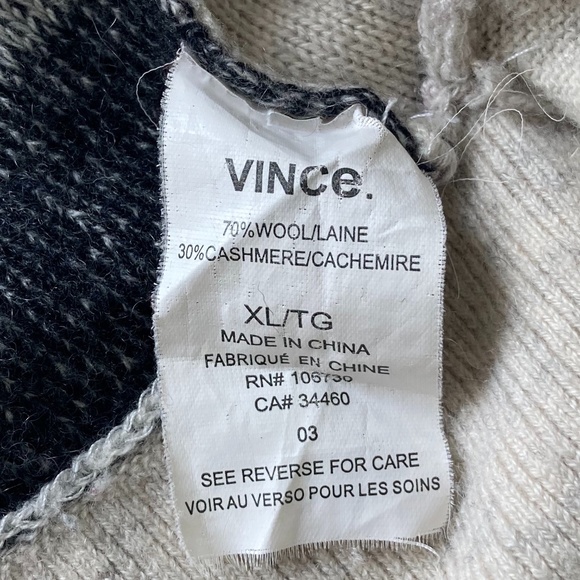 VINCe.
70%WOOL/LAINE
30%CASHMERE/CACHEMIRE
XL/TG
MADE IN CHINA
FABRIQUÉ EN CHINE
RN#
CA# 34460
03
SEE REVERSE FOR CARE
VOIR AU VERSO POUR LES SOINS